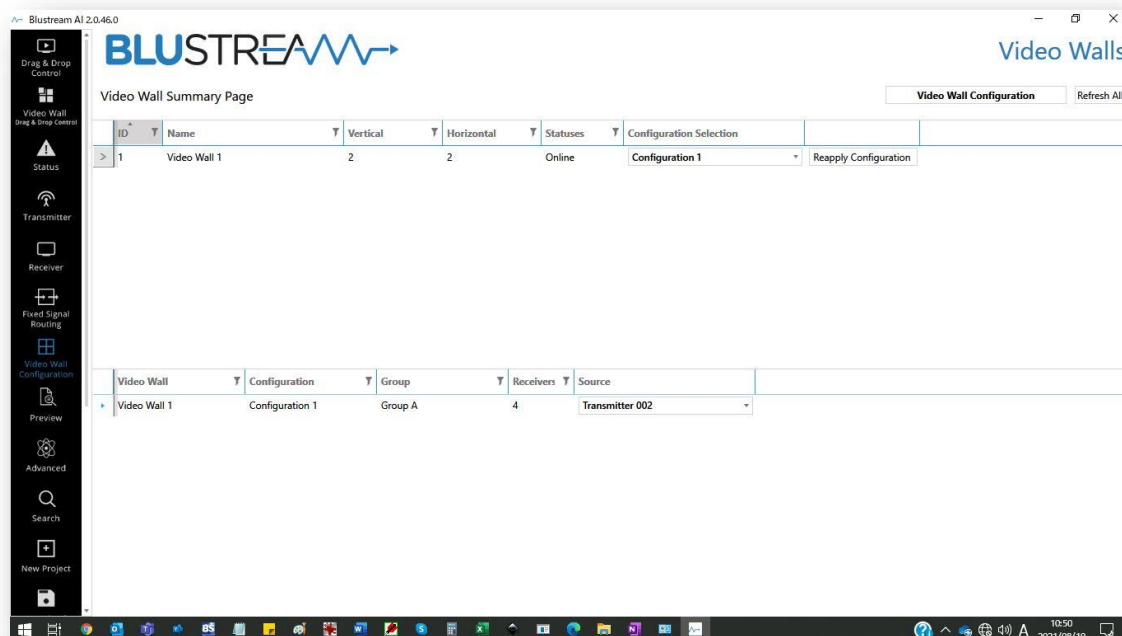 Blustream AI 2.0.46.0
BLUSTREAM
Video Walls
Drag & Drop
Control
Video Wall
Drag & Drop Control
Status
Transmitter
Receiver
Fixed Signal
Routing
Video Wall
Configuration
Preview
Advanced
Search
New Project
Video Wall Summary Page
Video Wall Configuration
Refresh All
ID Name Vertical Horizontal Statuses Configuration Selection
1 Video Wall 1 2 2 Online Configuration 1 Reapply Configuration
Video Wall Configuration Group Receivers Source
Video Wall 1 Configuration 1 Group A 4 Transmitter 002
A 10:50